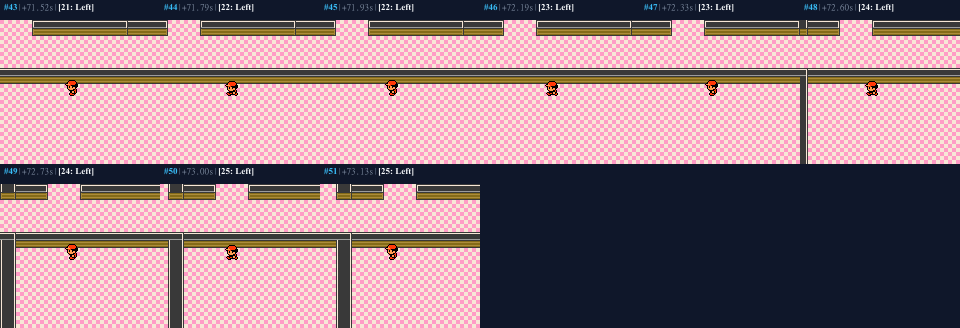 #43|+71.52s|[21: Left]
#44|+71.79s|[22: Left]
#45|+71.93s|[22: Left]
#46|+72.19s|[23: Left]
#47|+72.33s|[23: Left]
#48|+72.60s|[24: Left]
#49|+72.73s|[24: Left]
#50|+73.00s|[25: Left]
#51|+73.13s|[25: Left]